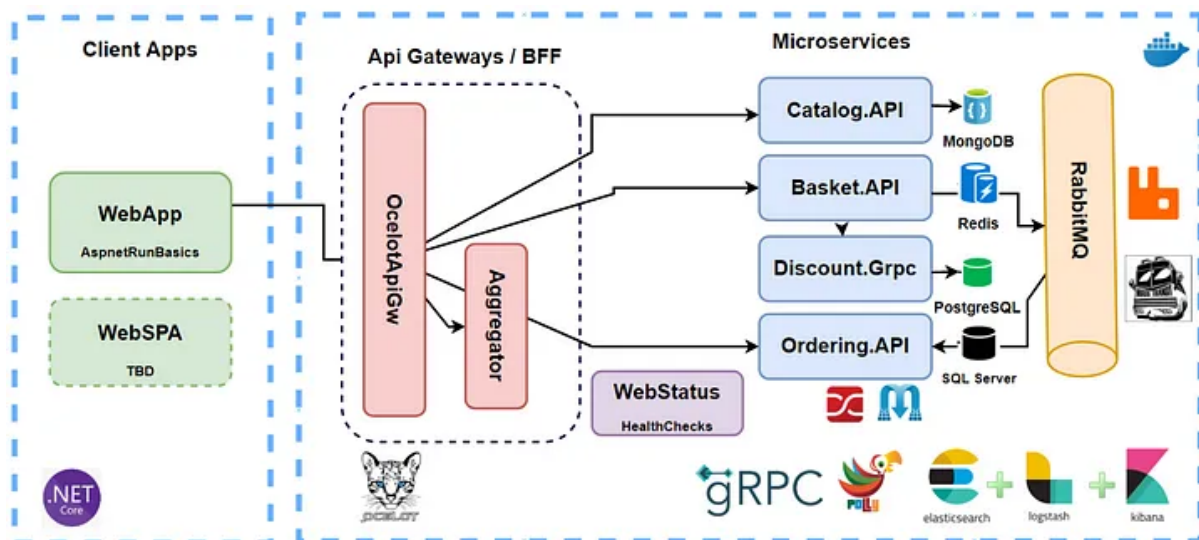 Client Apps
WebApp
AspnetRunBasics
WebSPA
TBD
.NET
Core
Api Gateways / BFF
OcelotApiGw
Aggregator
OCELOT
Microservices
Catalog.API
MongoDB
Basket.API
Redis
Discount.Grpc
PostgreSQL
Ordering.API
SQL Server
RabbitMQ
WebStatus
HealthChecks
gRPC
POLLY
elasticsearch
+
logstash
+
kibana